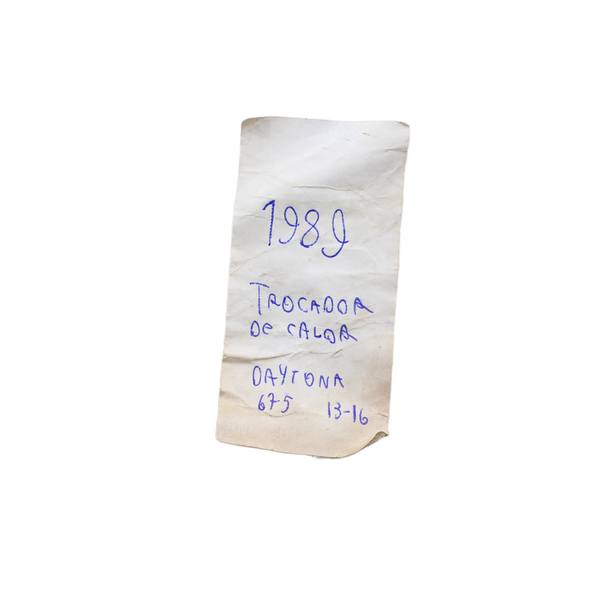 1989
TROCADOR
De CALOR
DAYTONA
675 13-16